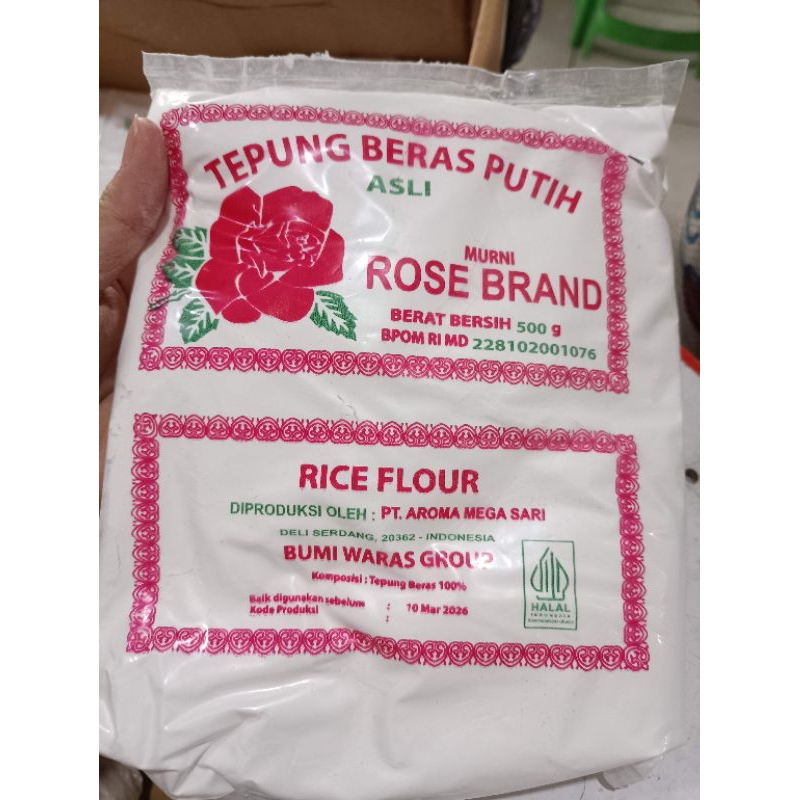 TEPUNG BERAS PUTIH
ASLI
MURNI
ROSE BRAND
BERAT BERSIH 500 g
BPOM RI MD 228102001076
RICE FLOUR
DIPRODUKSI OLEH : PT. AROMA MEGA SARI
DELI SERDANG, 20362 - INDONESIA
BUMI WARAS GROUP
Komposisi : Tepung Beras 100%
Baik digunakan sebelum : 10 Mar 2026
Kode Produksi :
HALAL
INDONESIA